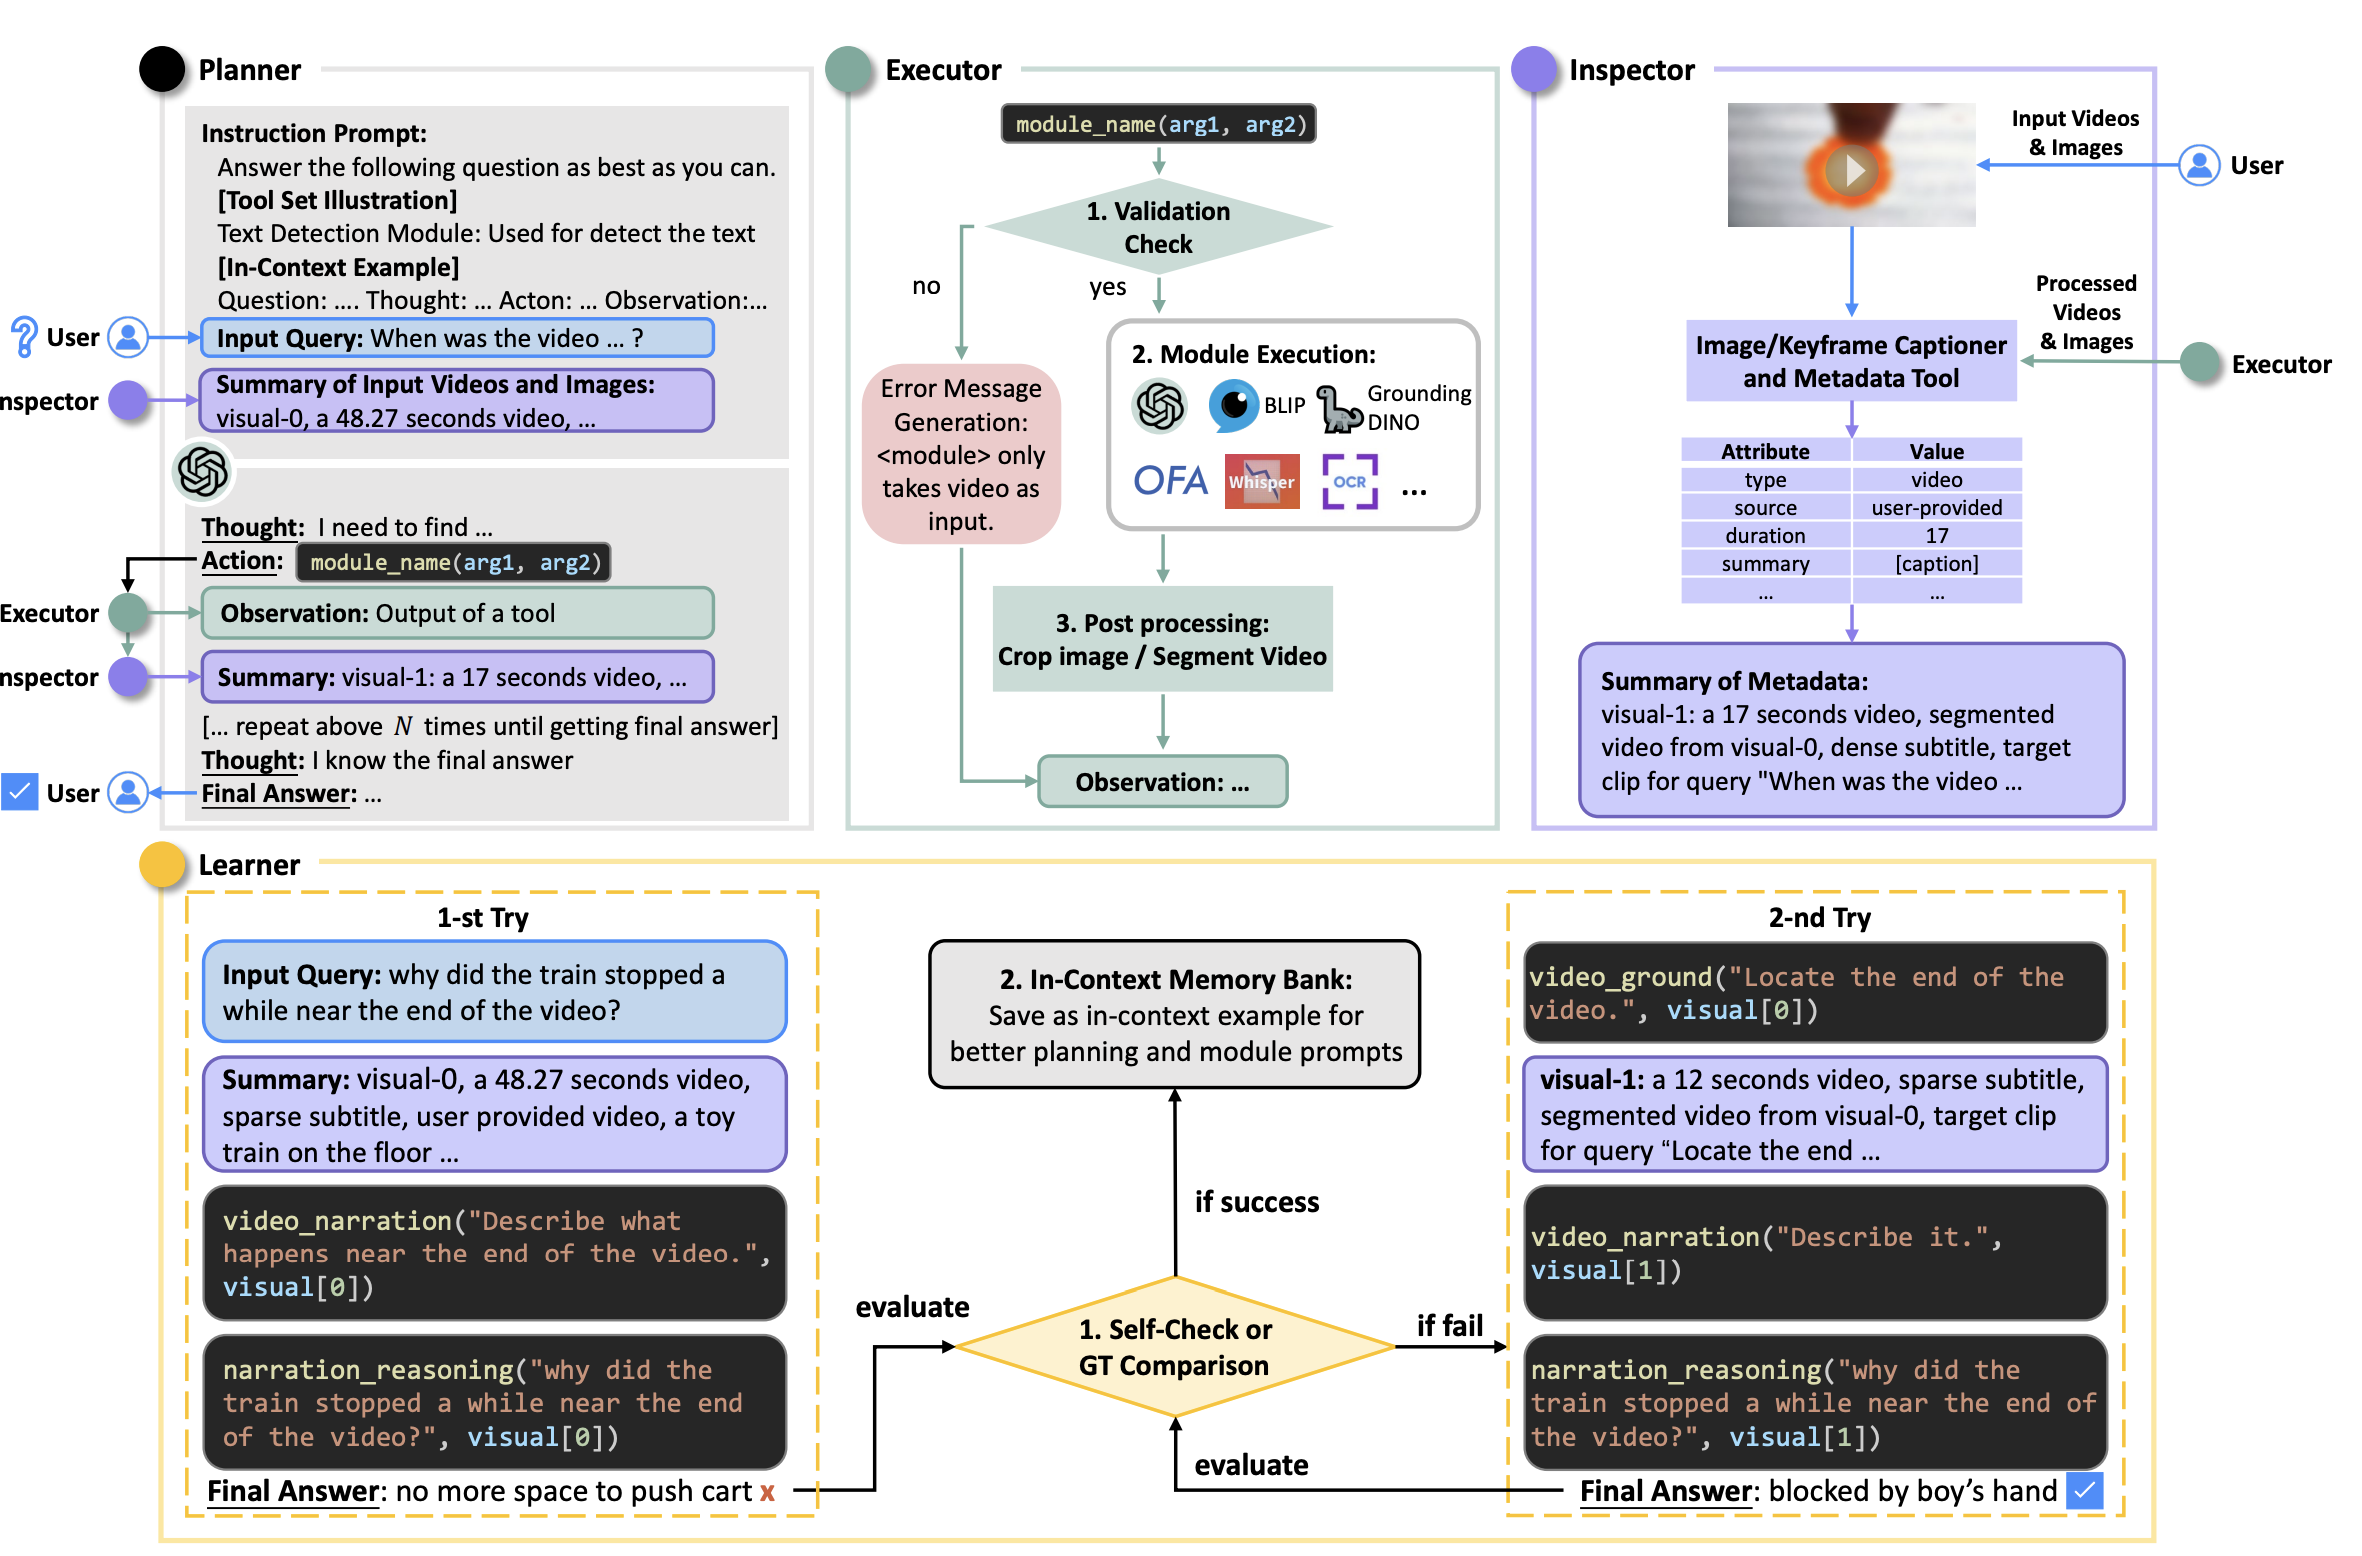 Planner
Instruction Prompt:
Answer the following question as best as you can.
[Tool Set Illustration]
Text Detection Module: Used for detect the text
[In-Context Example]
Question: .... Thought: ... Acton: ... Observation:...
User
Input Query: When was the video ... ?
nspector
Summary of Input Videos and Images:
visual-0, a 48.27 seconds video, ...
Thought: I need to find ...
Action: module_name(arg1, arg2)
Executor
Observation: Output of a tool
nspector
Summary: visual-1: a 17 seconds video, ...
[... repeat above N times until getting final answer]
Thought: I know the final answer
User
Final Answer: ...
Executor
module_name(arg1, arg2)
1. Validation
Check
no
yes
Error Message
Generation:
<module> only
takes video as
input.
2. Module Execution:
BLIP
Grounding
DINO
OFA
Whisper
OCR
...
3. Post processing:
Crop image / Segment Video
Observation: ...
Inspector
Input Videos
& Images
User
Processed
Videos
& Images
Executor
Image/Keyframe Captioner
and Metadata Tool
Attribute Value
type video
source user-provided
duration 17
summary [caption]
... ...
Summary of Metadata:
visual-1: a 17 seconds video, segmented
video from visual-0, dense subtitle, target
clip for query "When was the video ...
Learner
1-st Try
Input Query: why did the train stopped a
while near the end of the video?
Summary: visual-0, a 48.27 seconds video,
sparse subtitle, user provided video, a toy
train on the floor ...
video_narration("Describe what
happens near the end of the video.",
visual[0])
narration_reasoning("why did the
train stopped a while near the end
of the video?", visual[0])
Final Answer: no more space to push cart x
evaluate
2. In-Context Memory Bank:
Save as in-context example for
better planning and module prompts
if success
1. Self-Check or
GT Comparison
if fail
evaluate
2-nd Try
video_ground("Locate the end of the
video.", visual[0])
visual-1: a 12 seconds video, sparse subtitle,
segmented video from visual-0, target clip
for query “Locate the end ...
video_narration("Describe it.",
visual[1])
narration_reasoning("why did the
train stopped a while near the end of
the video?", visual[1])
Final Answer: blocked by boy’s hand